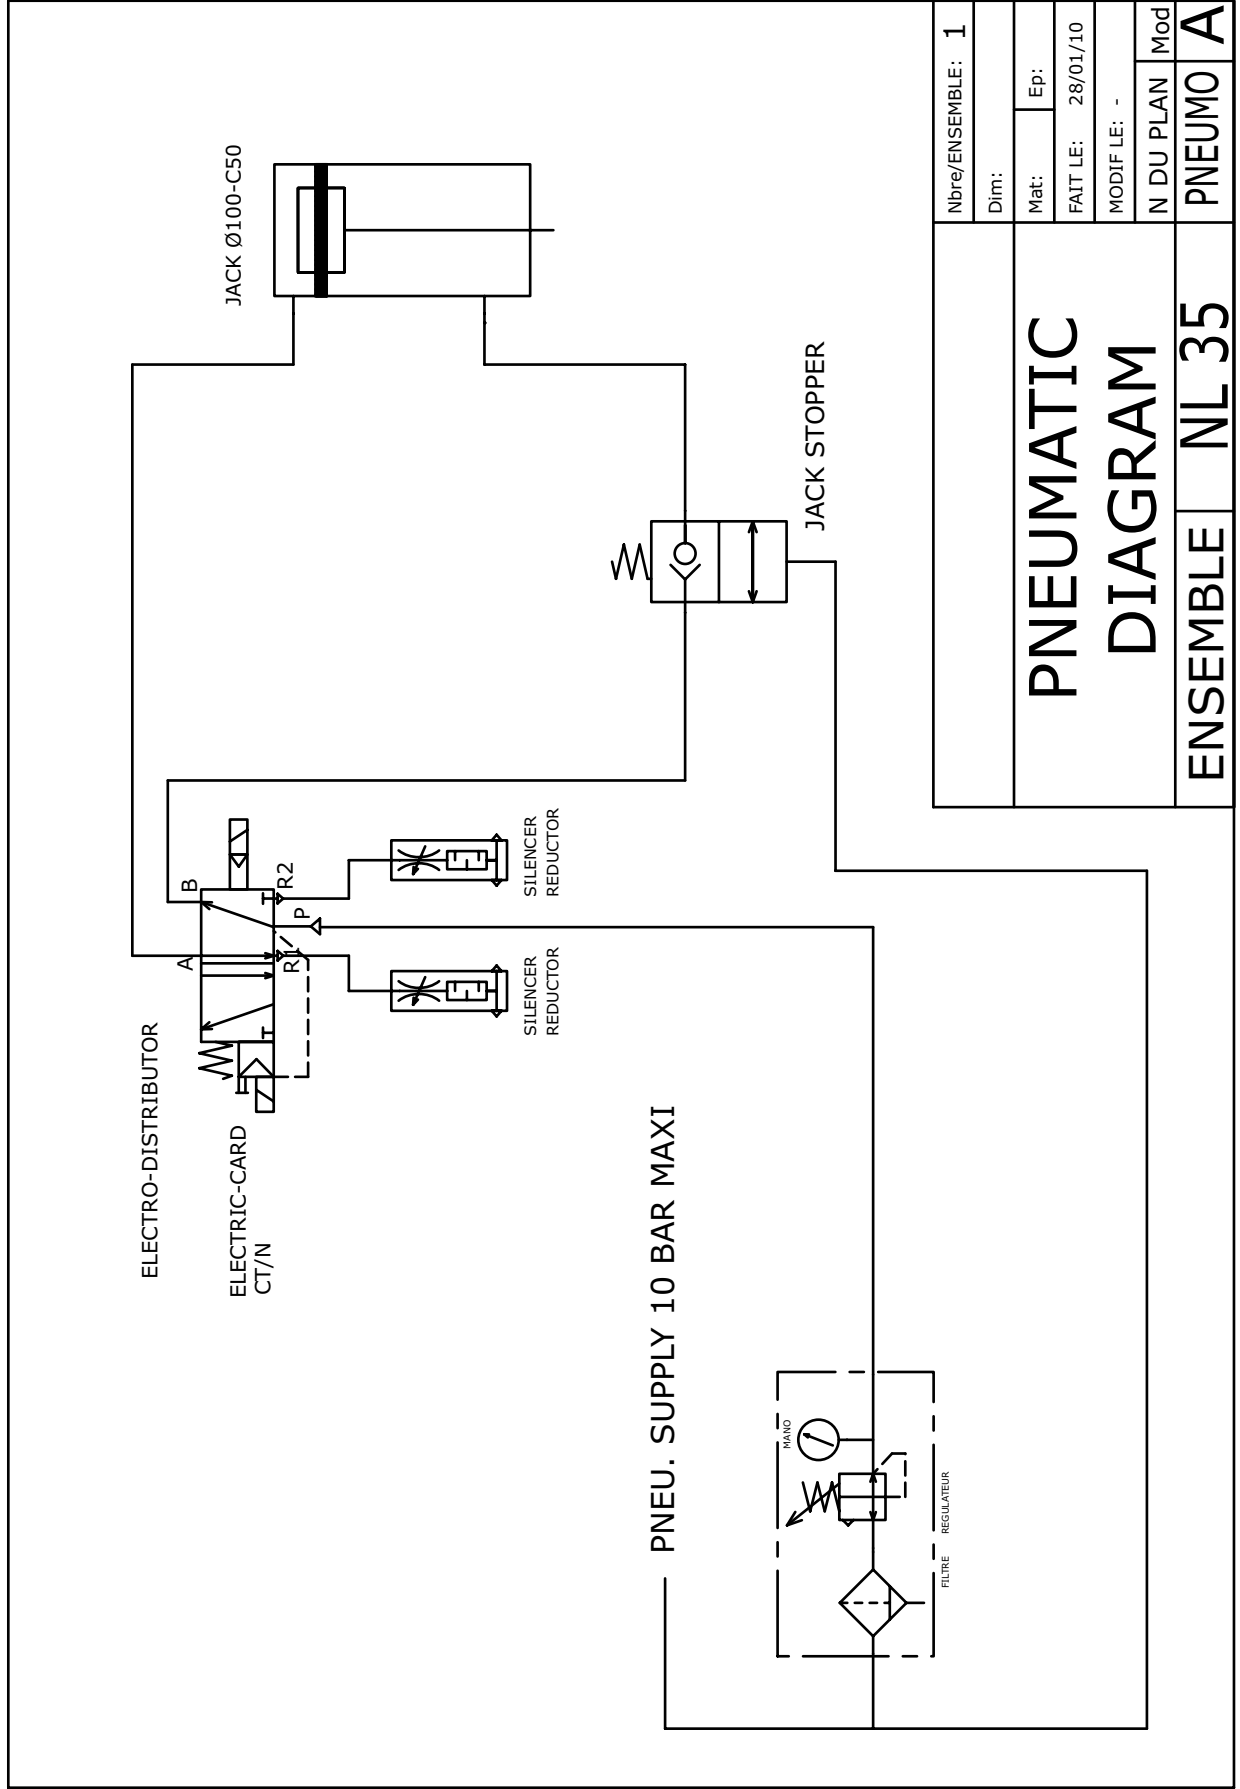 PNEU. SUPPLY 10 BAR MAXI
MANO
FILTRE
REGULATEUR
ELECTRO-DISTRIBUTOR
ELECTRIC-CARD
CT/N
A
B
R1
P
R2
SILENCER
REDUCTOR
SILENCER
REDUCTOR
JACK STOPPER
JACK Ø100-C50
PNEUMATIC
DIAGRAM
ENSEMBLE
NL 35
Nbre/ENSEMBLE: 1
Dim:
Mat:
Ep:
FAIT LE: 28/01/10
MODIF LE: -
N DU PLAN
Mod
PNEUMO
A